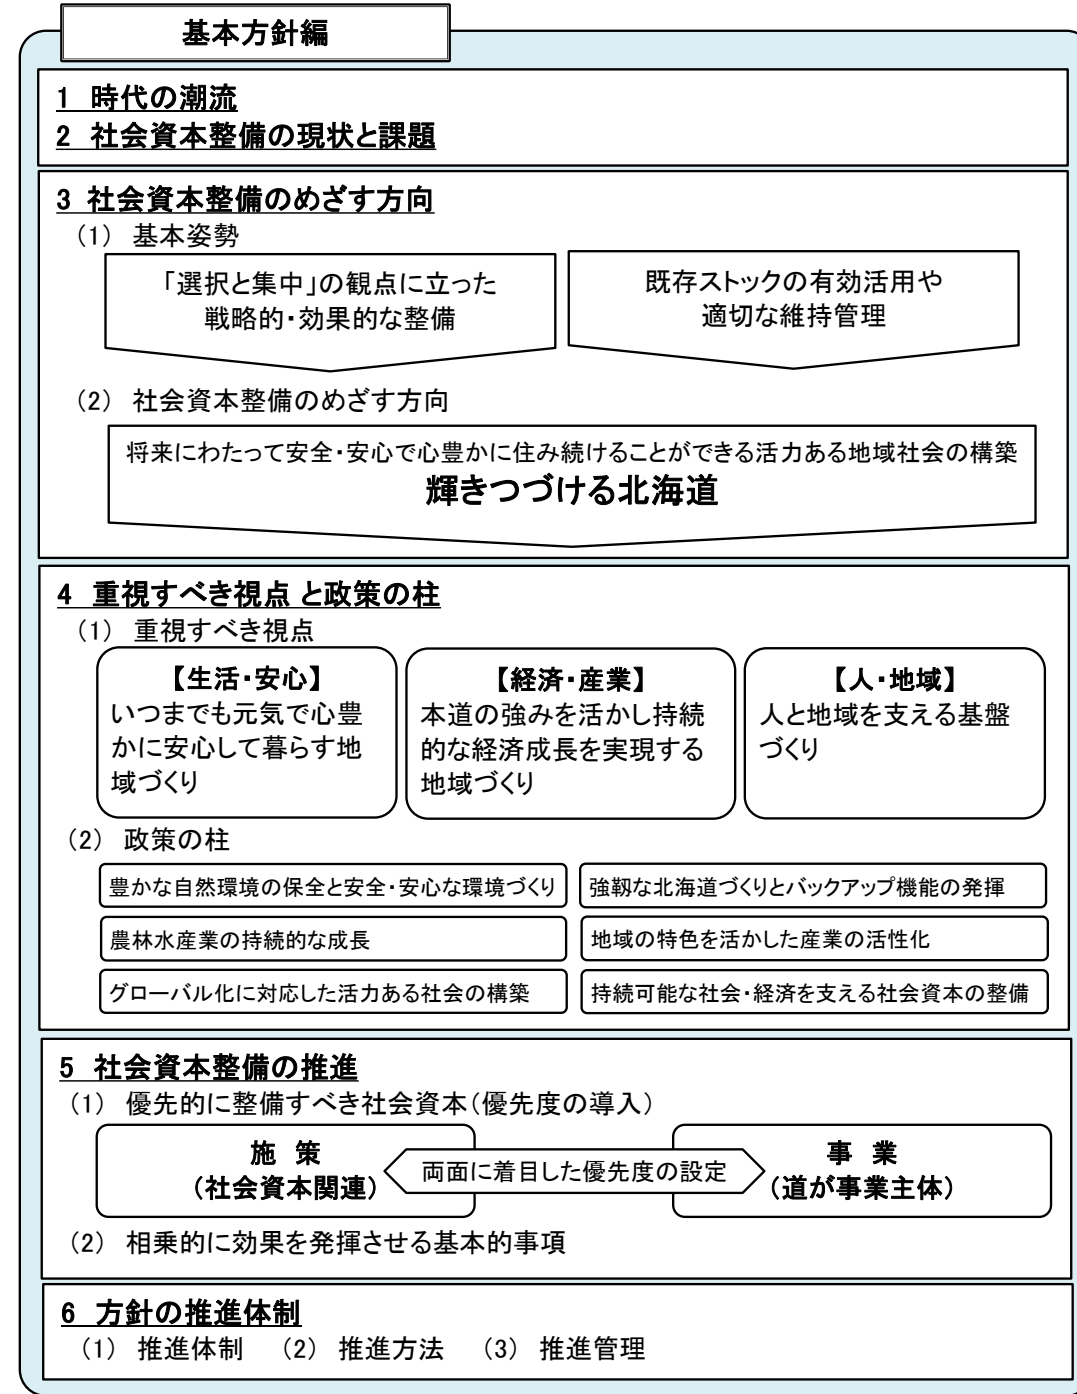 基本方針編
1 時代の潮流
2 社会資本整備の現状と課題
3 社会資本整備のめざす方向
(1) 基本姿勢
「選択と集中」の観点に立った
戦略的・効果的な整備
既存ストックの有効活用や
適切な維持管理
(2) 社会資本整備のめざす方向
将来にわたって安全・安心で心豊かに住み続けることができる活力ある地域社会の構築
輝きつづける北海道
4 重視すべき視点 と政策の柱
(1) 重視すべき視点
【生活・安心】
いつまでも元気で心豊
かに安心して暮らす地
域づくり
【経済・産業】
本道の強みを活かし持続
的な経済成長を実現する
地域づくり
【人・地域】
人と地域を支える基盤
づくり
(2) 政策の柱
豊かな自然環境の保全と安全・安心な環境づくり
強靱な北海道づくりとバックアップ機能の発揮
農林水産業の持続的な成長
地域の特色を活かした産業の活性化
グローバル化に対応した活力ある社会の構築
持続可能な社会・経済を支える社会資本の整備
5 社会資本整備の推進
(1) 優先的に整備すべき社会資本(優先度の導入)
施 策
(社会資本関連)
両面に着目した優先度の設定
事 業
(道が事業主体)
(2) 相乗的に効果を発揮させる基本的事項
6 方針の推進体制
(1) 推進体制 (2) 推進方法 (3) 推進管理